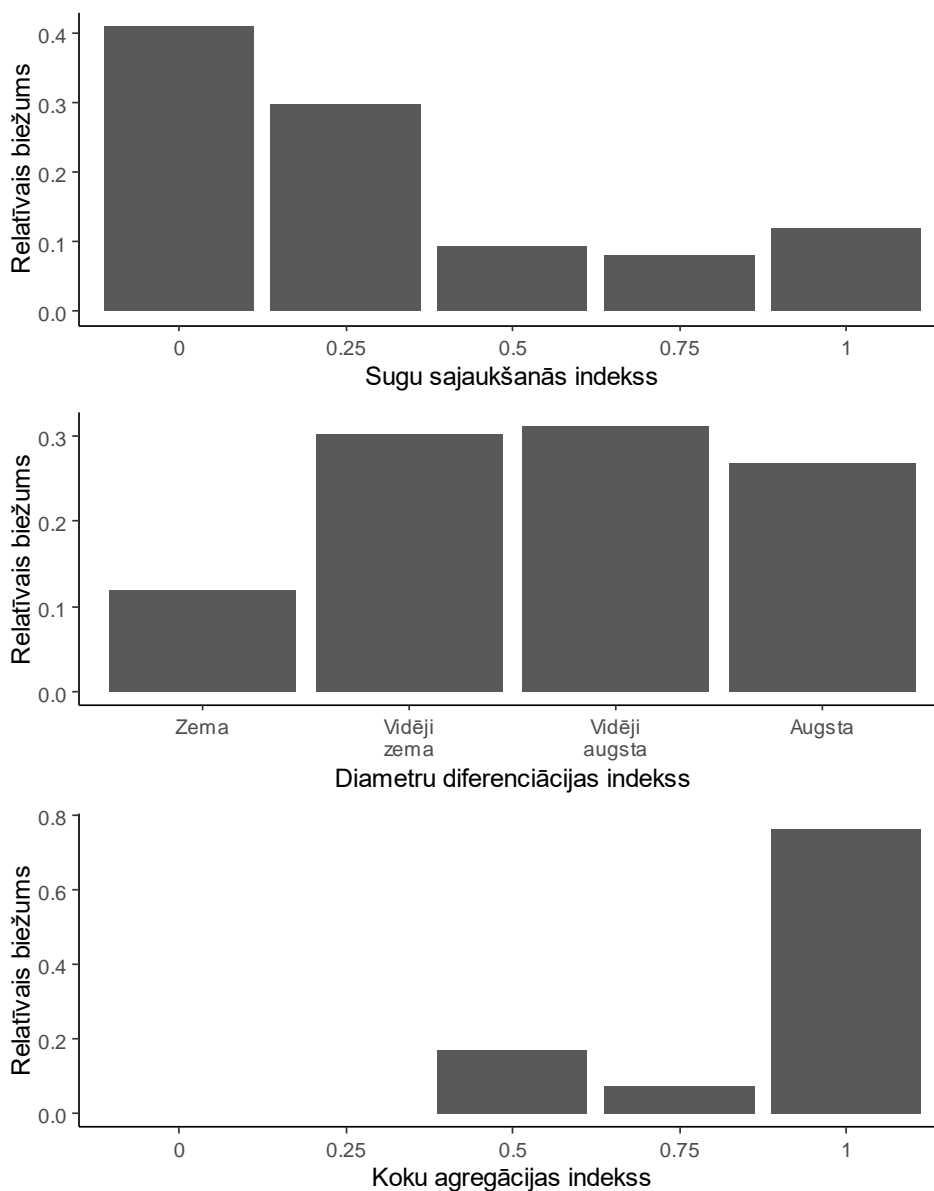 Relatīvais biežums
0.4
0.3
0.2
0.1
0.0
0 0.25 0.5 0.75 1
Sugu sajaukšanās indekss
Relatīvais biežums
0.3
0.2
0.1
0.0
Zema Vidēji Vidēji Augsta
zema augsta
Diametru diferenciācijas indekss
Relatīvais biežums
0.8
0.6
0.4
0.2
0.0
0 0.25 0.5 0.75 1
Koku agregācijas indekss